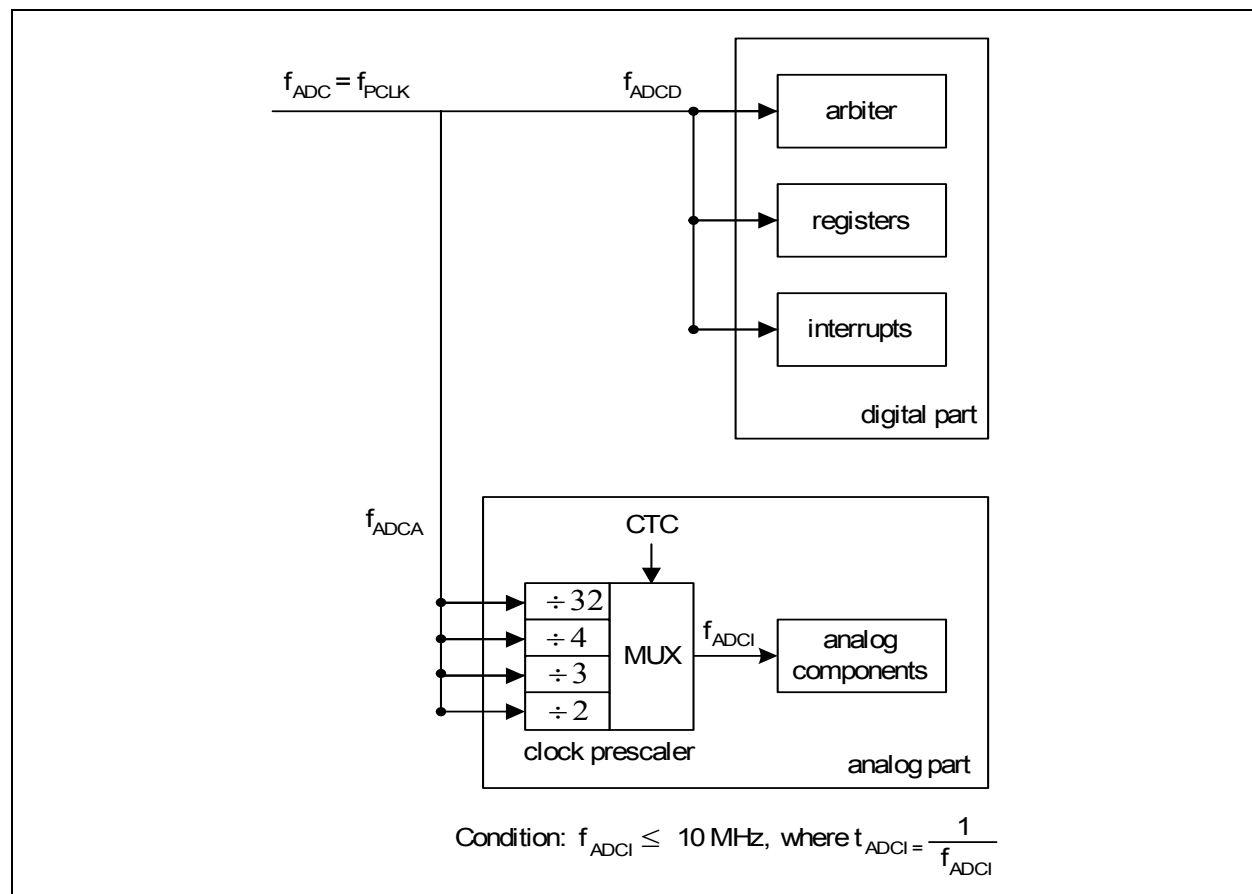 f_ADC = f_PCLK
f_ADCD
arbiter
registers
interrupts
digital part
f_ADCA
CTC
÷ 32
÷ 4
÷ 3
÷ 2
MUX
f_ADCI
analog
components
clock prescaler
analog part
Condition: f_ADCI ≤ 10 MHz, where t_ADCI = 1 / f_ADCI